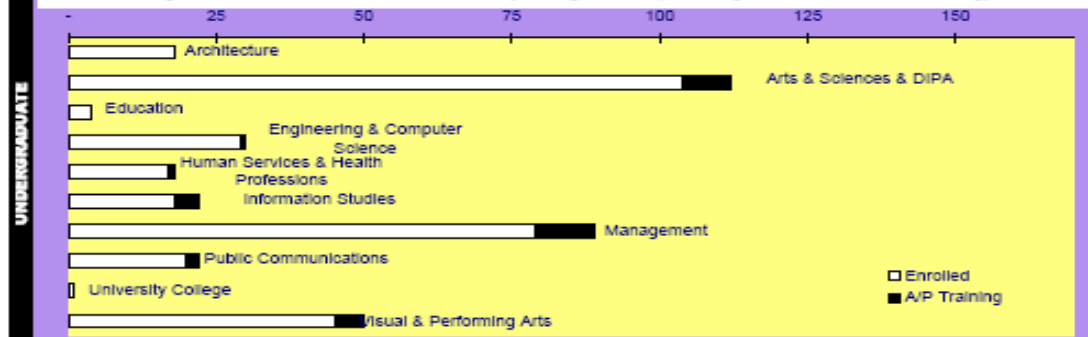 - 25 50 75 100 125 150
UNDERGRADUATE
Architecture
Arts & Sciences & DIPA
Education
Engineering & Computer
Science
Human Services & Health
Professions
Information Studies
Management
Public Communications
University College
Enrolled
A/P Training
Visual & Performing Arts